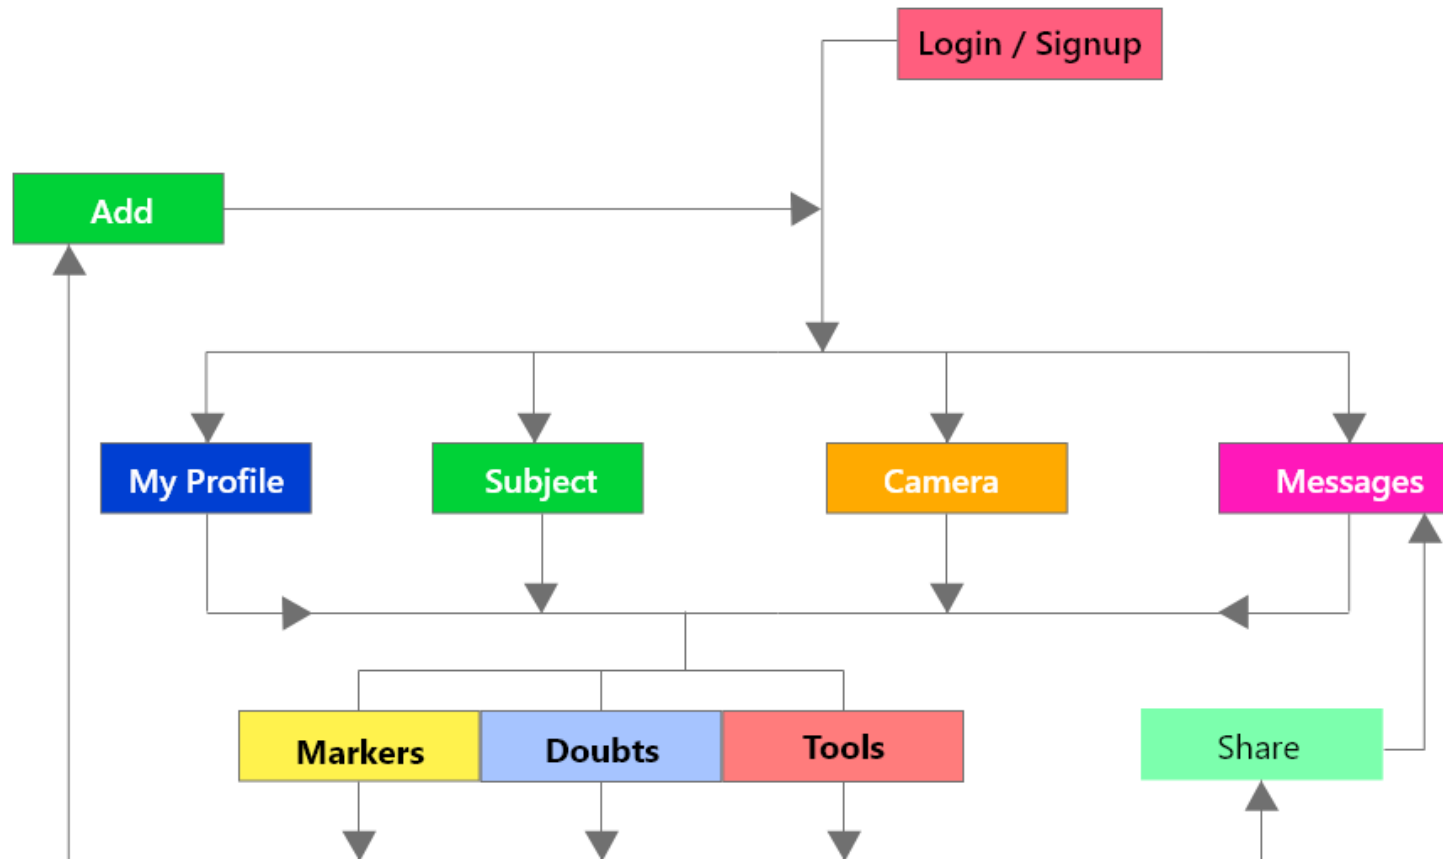 Login / Signup
Add
My Profile
Subject
Camera
Messages
Markers
Doubts
Tools
Share